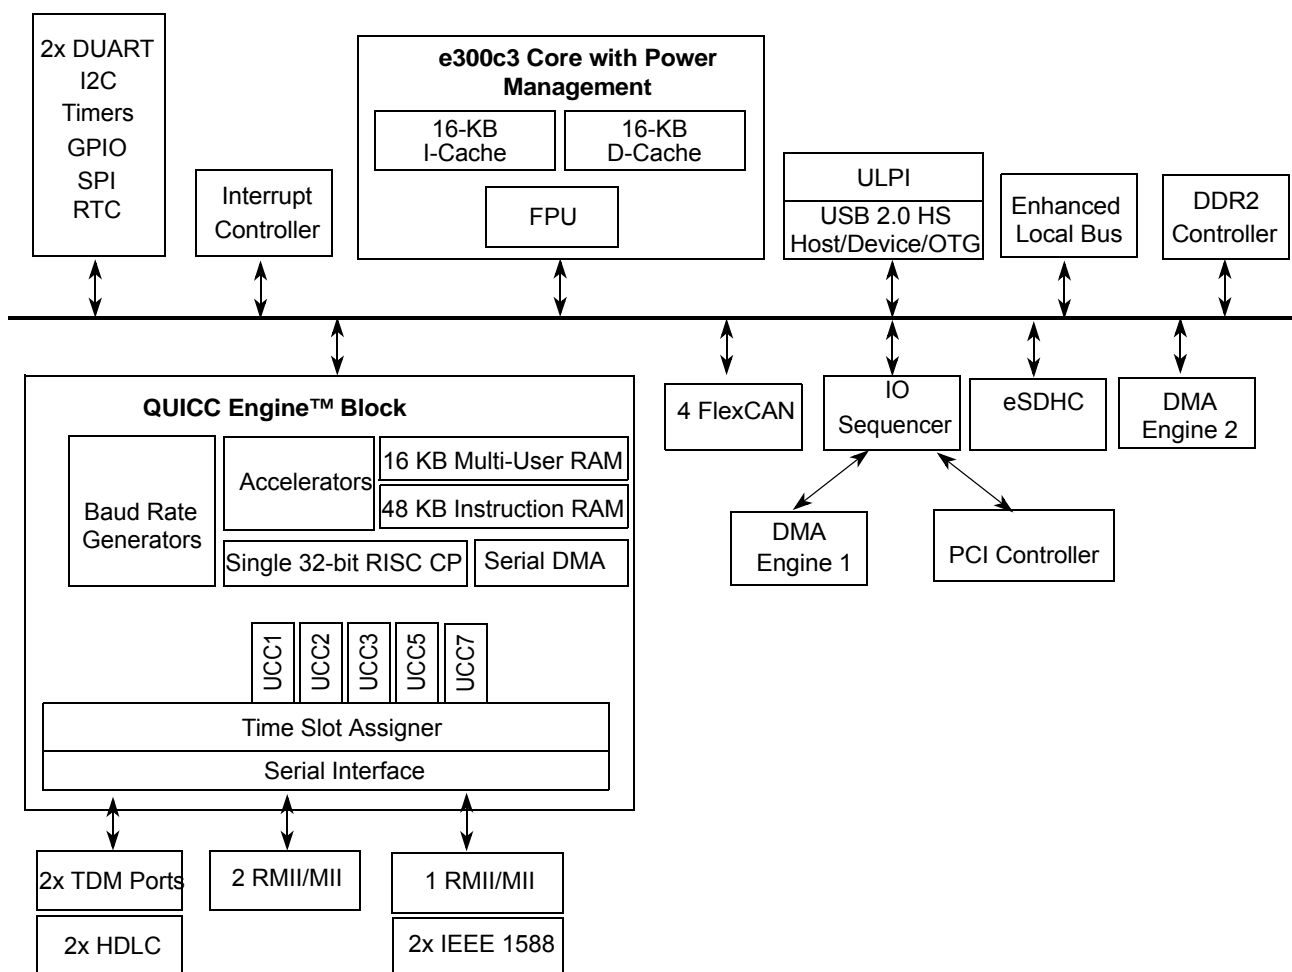 2x DUART
I2C
Timers
GPIO
SPI
RTC
Interrupt
Controller
e300c3 Core with Power
Management
16-KB
I-Cache
16-KB
D-Cache
FPU
ULPI
USB 2.0 HS
Host/Device/OTG
Enhanced
Local Bus
DDR2
Controller
QUICC Engine™ Block
Baud Rate
Generators
Accelerators
16 KB Multi-User RAM
48 KB Instruction RAM
Single 32-bit RISC CP
Serial DMA
UCC1
UCC2
UCC3
UCC5
UCC7
Time Slot Assigner
Serial Interface
4 FlexCAN
IO
Sequencer
eSDHC
DMA
Engine 2
DMA
Engine 1
PCI Controller
2x TDM Ports
2 RMII/MII
1 RMII/MII
2x HDLC
2x IEEE 1588